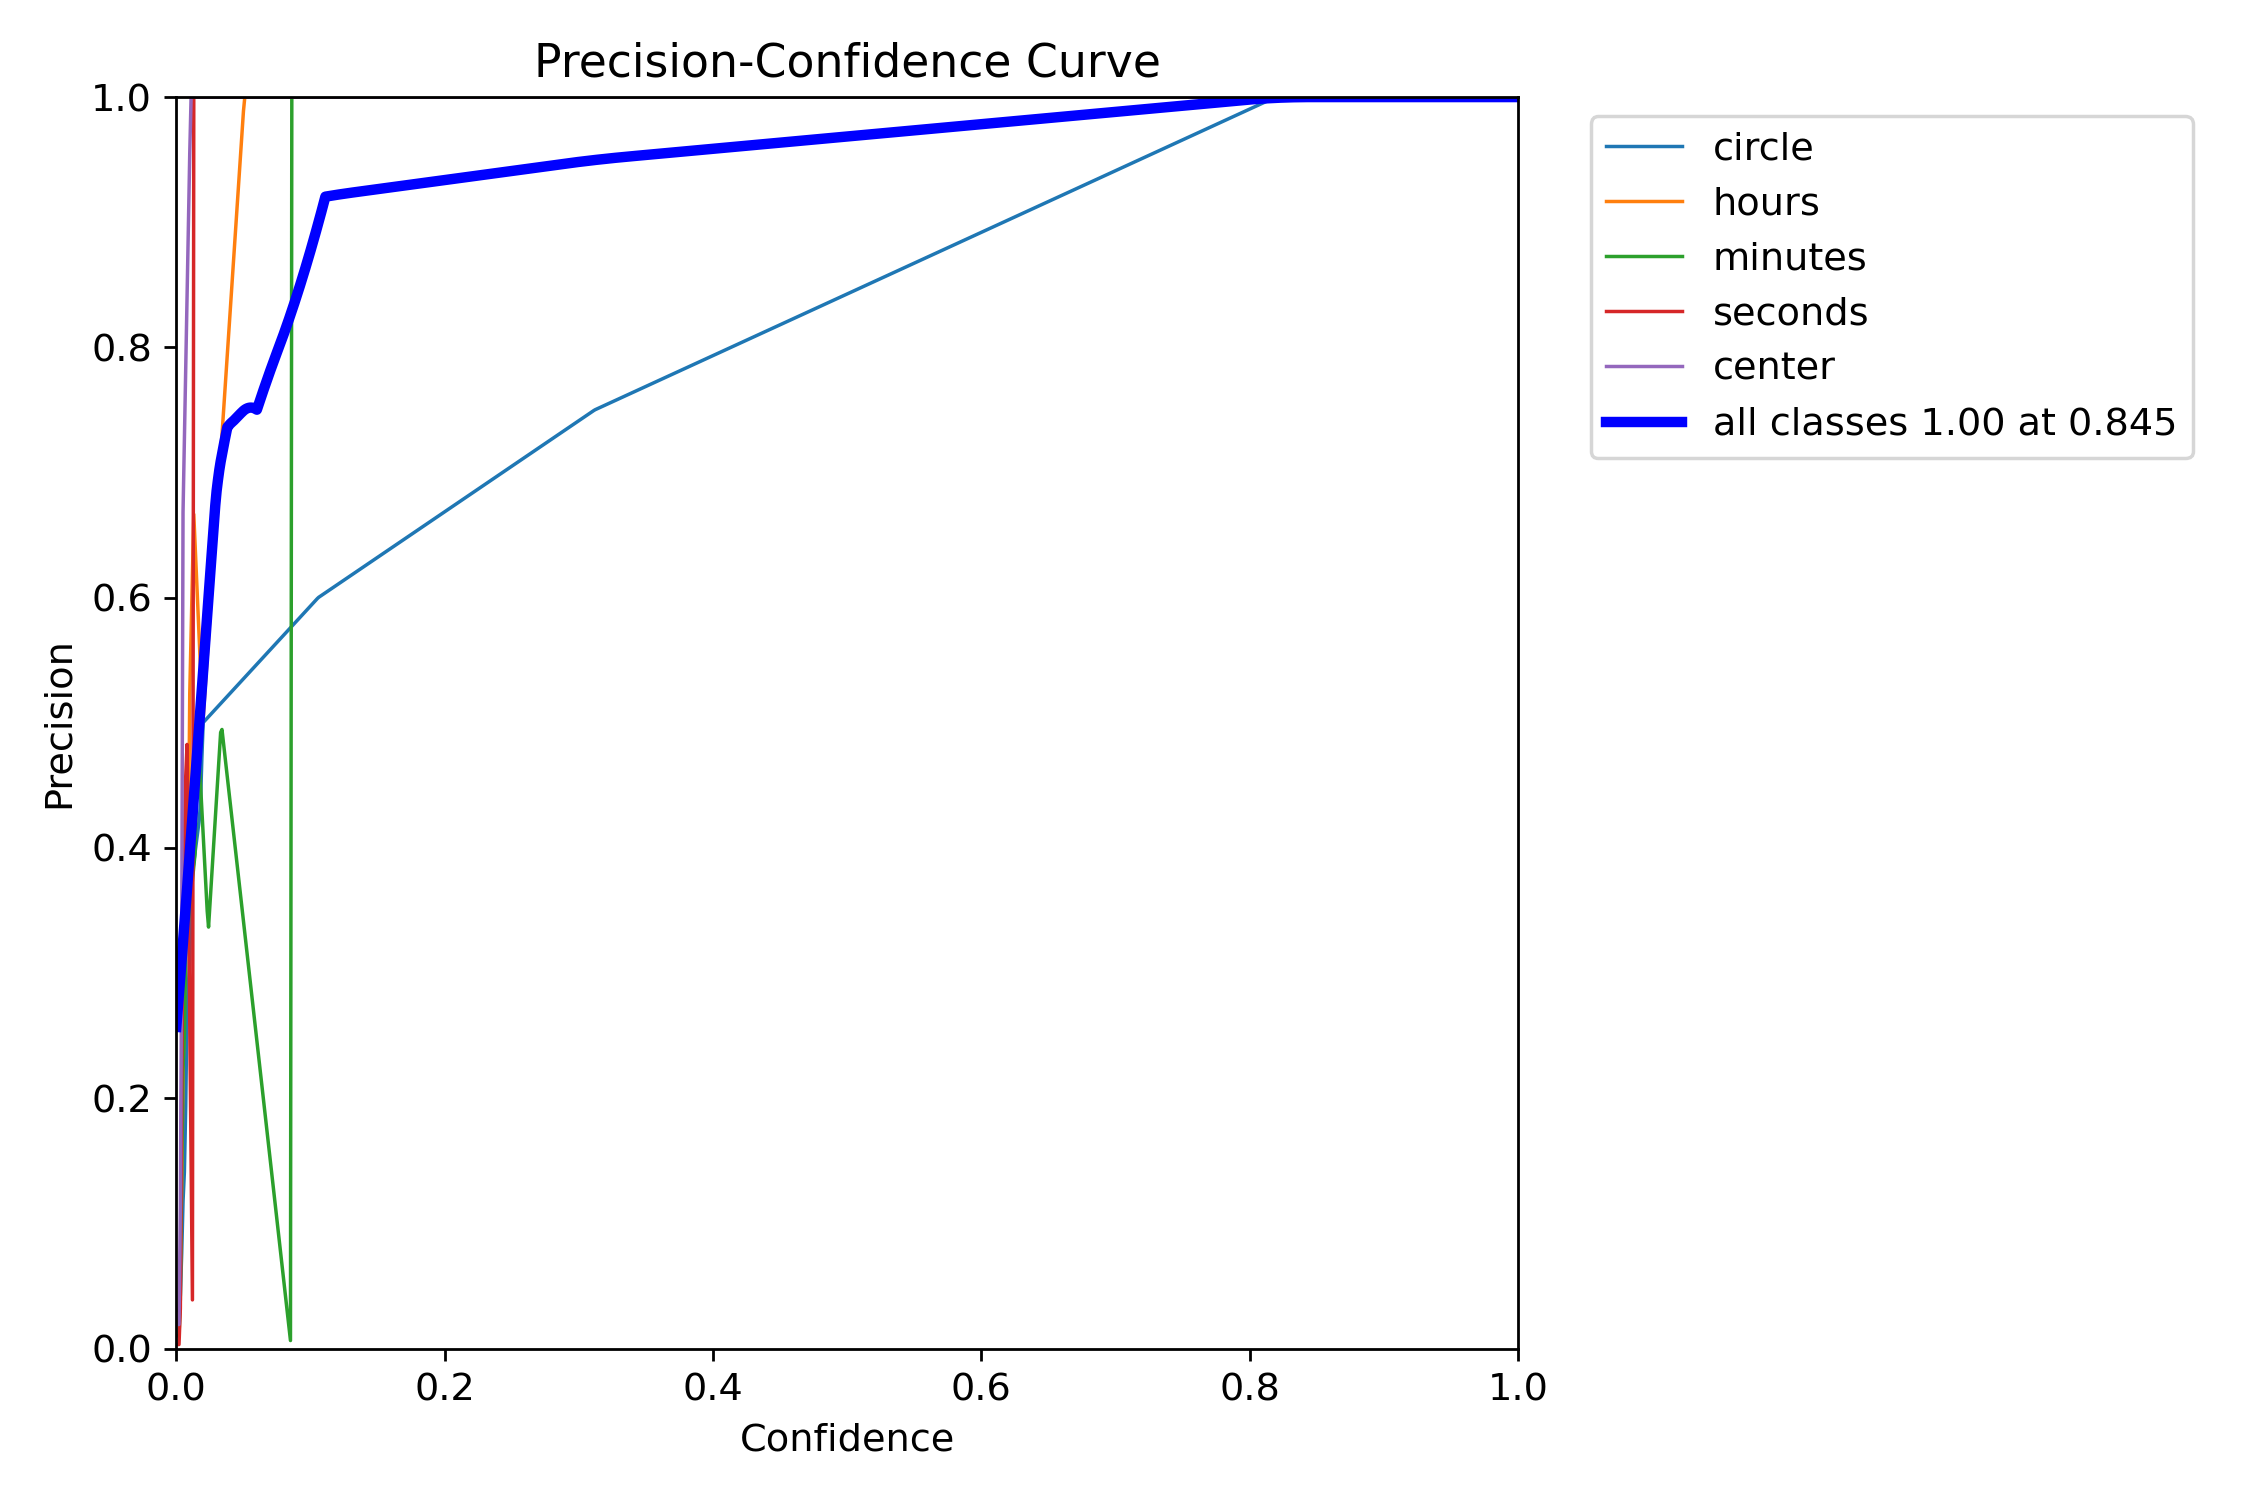 Precision-Confidence Curve
1.0
0.8
0.6
0.4
0.2
0.0
Precision
0.0 0.2 0.4 0.6 0.8 1.0
Confidence
circle
hours
minutes
seconds
center
all classes 1.00 at 0.845